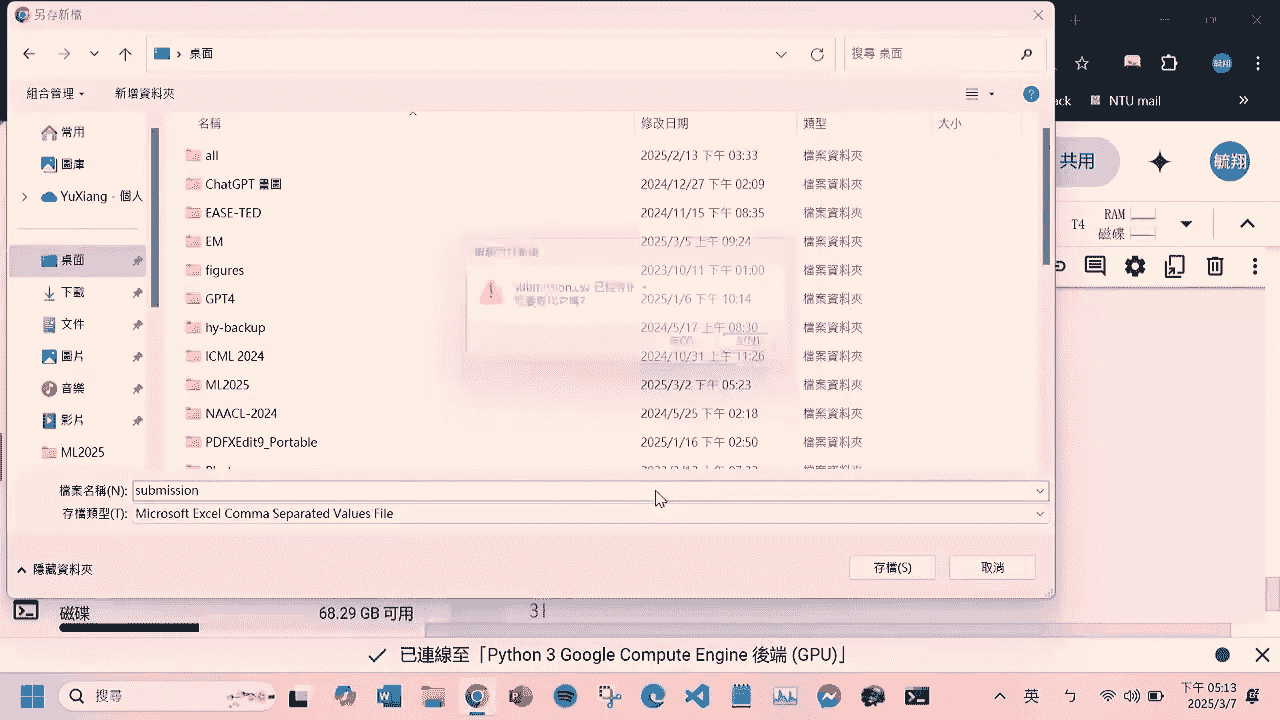 另存新檔
桌面
搜尋 桌面
組合管理
新增資料夾
ack
NTU mail
名稱
修改日期
類型
大小
常用
圖庫
YuXiang - 個人
桌面
下載
文件
圖片
音樂
影片
ML2025
all
2025/2/13 下午 03:33
檔案資料夾
ChatGPT 畫圖
2024/12/27 下午 02:09
檔案資料夾
EASE-TED
2024/11/15 下午 08:35
檔案資料夾
EM
2025/3/5 上午 09:24
檔案資料夾
figures
2023/10/11 下午 01:00
檔案資料夾
GPT4
2025/1/6 下午 10:14
檔案資料夾
hy-backup
2024/5/17 上午 08:30
檔案資料夾
ICML 2024
2024/10/31 上午 11:26
檔案資料夾
ML2025
2025/3/2 下午 05:23
檔案資料夾
NAACL-2024
2024/5/25 下午 02:18
檔案資料夾
PDFXEdit9_Portable
2025/1/16 下午 02:50
檔案資料夾
submission.csv
檔案名稱(N):
submission
存檔類型(T):
Microsoft Excel Comma Separated Values File
隱藏資料夾
存檔(S)
取消
共用
毓翔
毓翔
T4
RAM
磁碟
磁碟
68.29 GB 可用
31
已連線至「Python 3 Google Compute Engine 後端 (GPU)」
搜尋
英
ㄅ
下午 05:13
2025/3/7